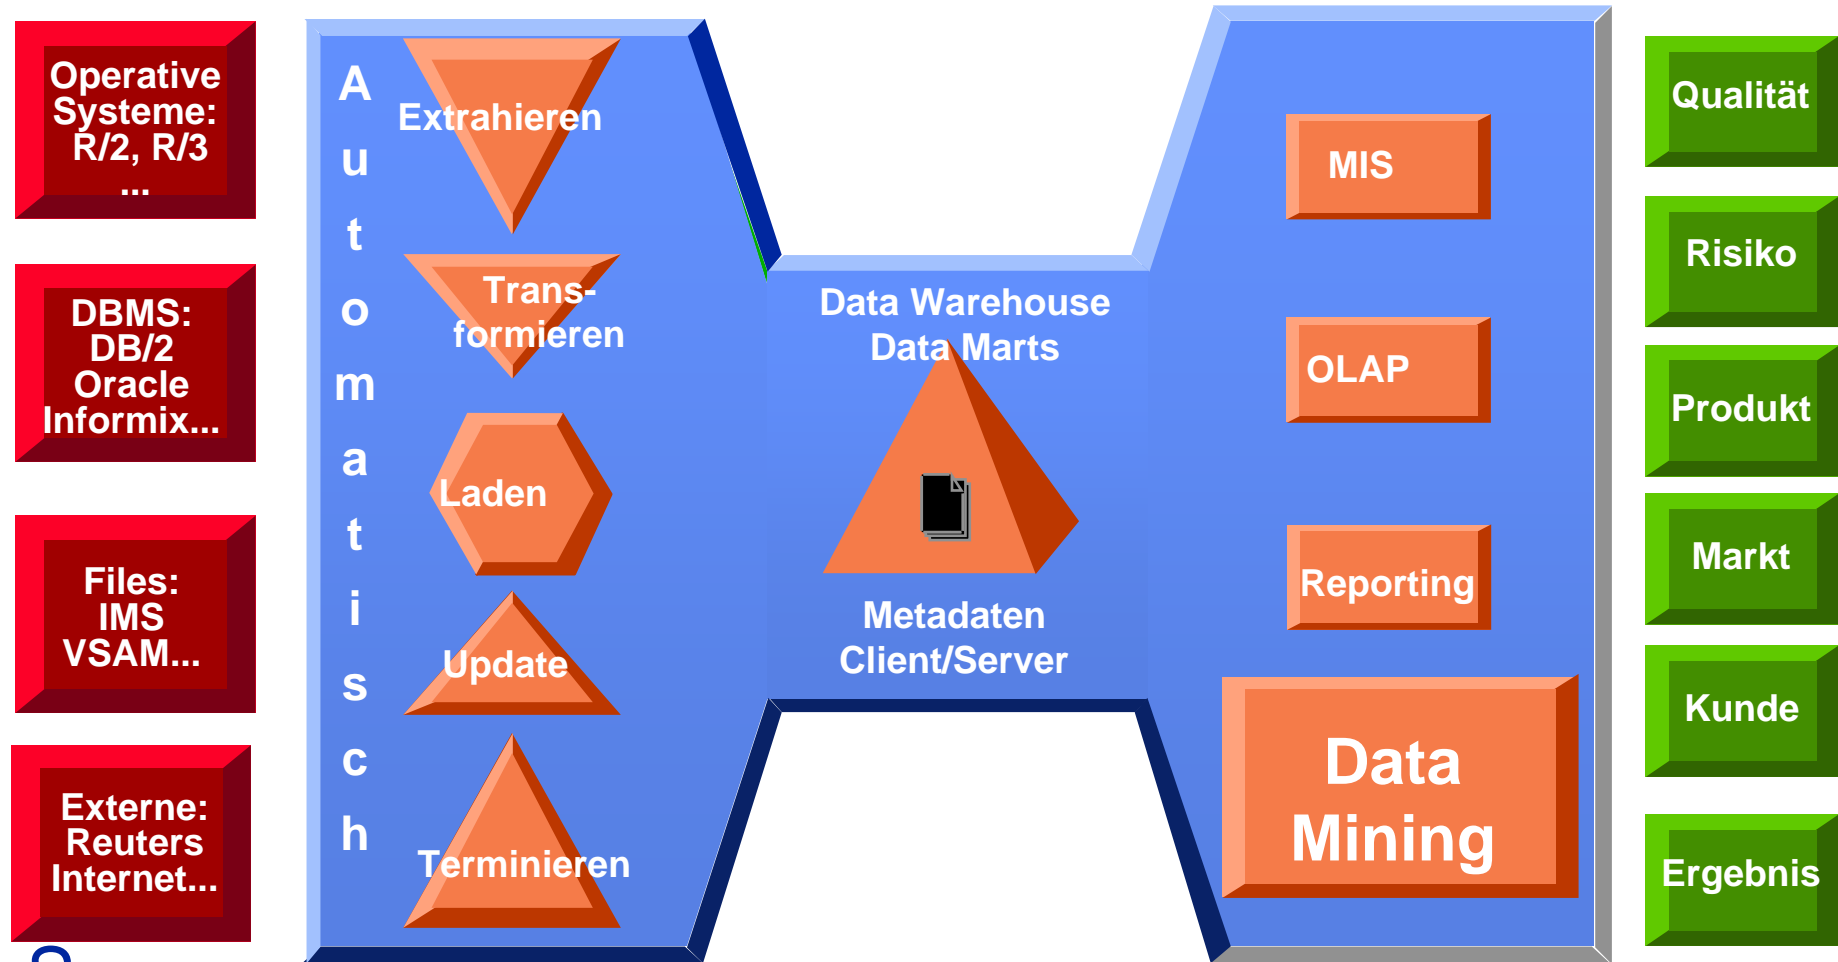 Operative
Systeme:
R/2, R/3
...
DBMS:
DB/2
Oracle
Informix...
Files:
IMS
VSAM...
Externe:
Reuters
Internet...
A
u
t
o
m
a
t
i
s
c
h
Extrahieren
Trans-
formieren
Laden
Update
Terminieren
Data Warehouse
Data Marts
Metadaten
Client/Server
MIS
OLAP
Reporting
Data
Mining
Qualität
Risiko
Produkt
Markt
Kunde
Ergebnis